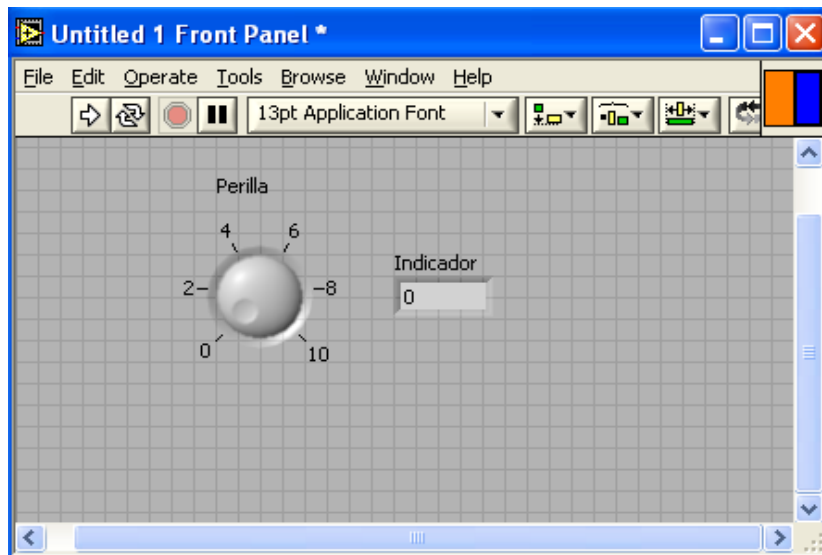 Untitled 1 Front Panel *
File Edit Operate Tools Browse Window Help
13pt Application Font
Perilla
4 6
Indicador
2 8
0
0 10